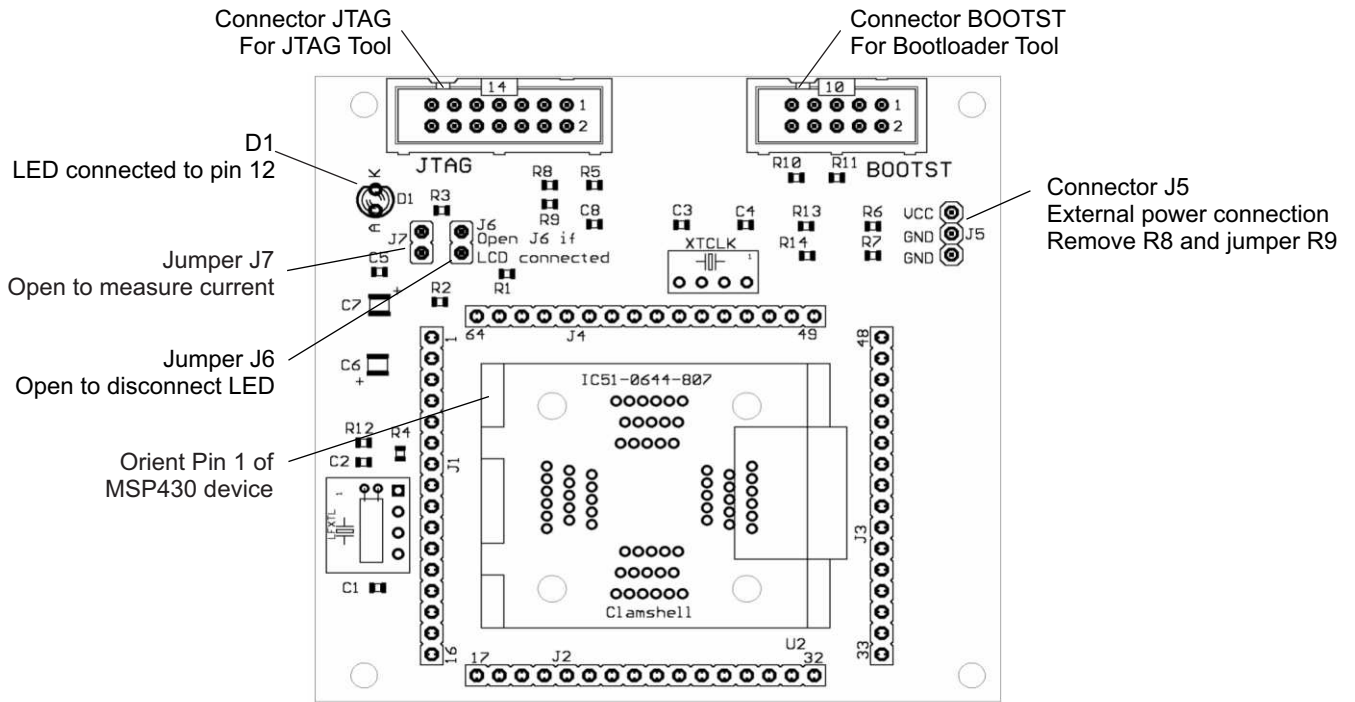 Connector JTAG
For JTAG Tool
Connector BOOTST
For Bootloader Tool
14
1
2
10
1
2
D1
LED connected to pin 12
K
D1
A
JTAG
R3
R8
R5
R9
C8
C3
C4
R10
R11
BOOTST
R13
R6
R14
R7
VCC
GND
GND
J5
Connector J5
External power connection
Remove R8 and jumper R9
J7
J6
Open J6 if
LCD connected
XTCLK
1
Jumper J7
Open to measure current
C5
+
C7
R2
R1
64
J4
49
1
48
Jumper J6
Open to disconnect LED
C6
+
IC51-0644-807
R12
R4
C2
J1
Orient Pin 1 of
MSP430 device
1
LFXTL
J3
C1
Clamshell
U2
16
17
J2
32
33